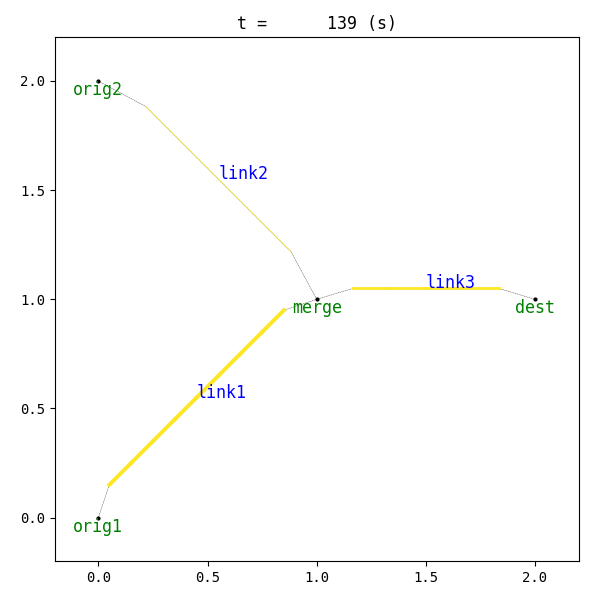 t =      139 (s)
2.0
orig2
link2
1.5
link3
1.0
merge
dest
link1
0.5
0.0
orig1
0.0 0.5 1.0 1.5 2.0